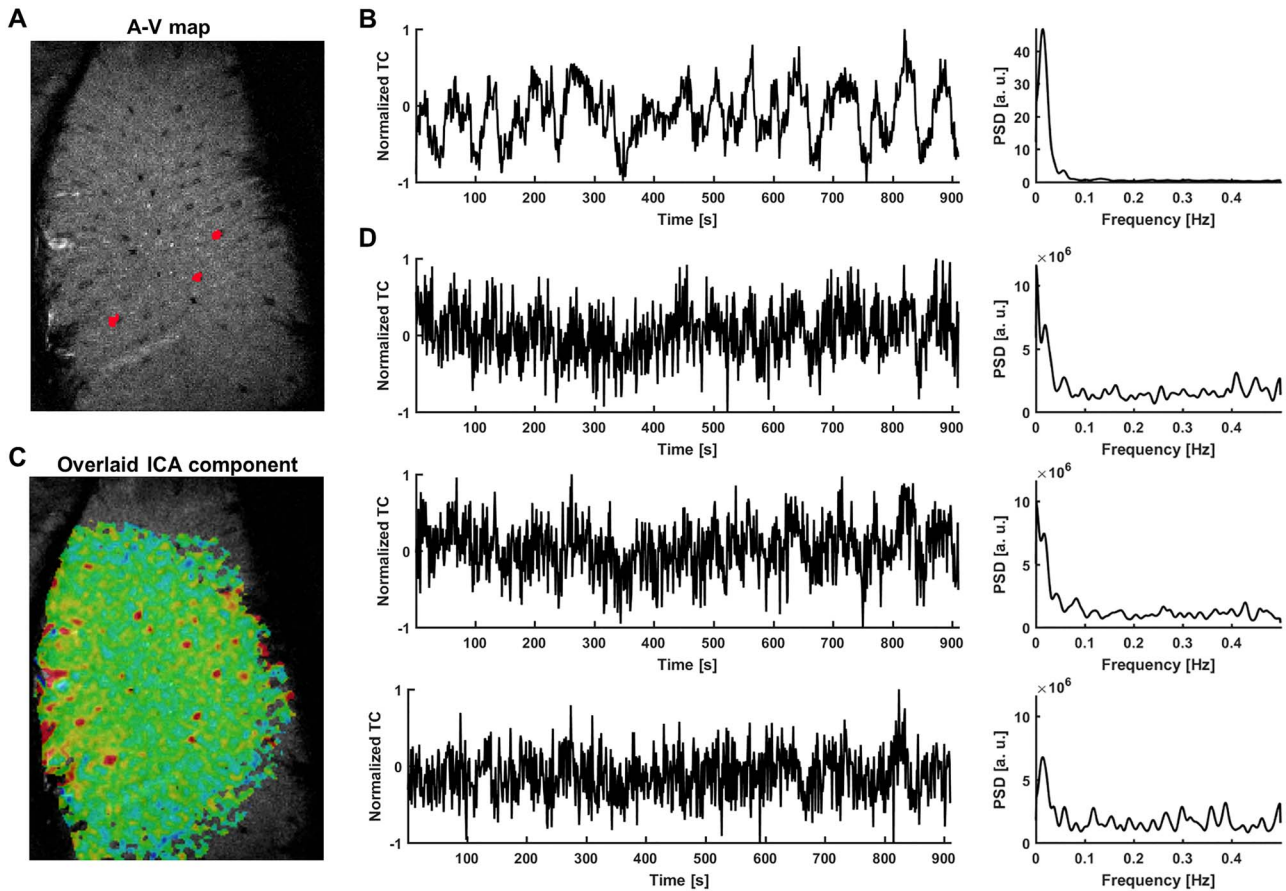 A
A-V map
B
Normalized TC
1
0
-1
100 200 300 400 500 600 700 800 900
Time [s]
PSD [a. u.]
40
30
20
10
0
0 0.1 0.2 0.3 0.4
Frequency [Hz]
C
Overlaid ICA component
D
Normalized TC
1
0
-1
100 200 300 400 500 600 700 800 900
Time [s]
×10⁶
PSD [a. u.]
10
5
0
0 0.1 0.2 0.3 0.4
Frequency [Hz]
Normalized TC
1
0
-1
100 200 300 400 500 600 700 800 900
Time [s]
×10⁶
PSD [a. u.]
10
5
0
0 0.1 0.2 0.3 0.4
Frequency [Hz]
Normalized TC
1
0
-1
100 200 300 400 500 600 700 800 900
Time [s]
×10⁶
PSD [a. u.]
10
5
0
0 0.1 0.2 0.3 0.4
Frequency [Hz]